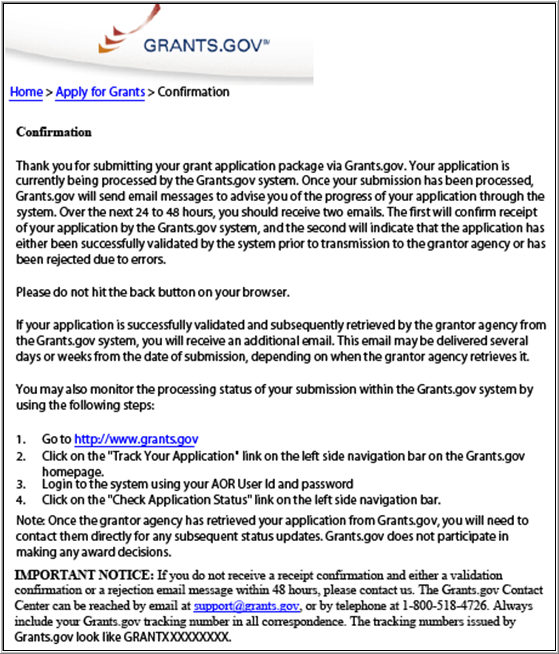 GRANTS.GOV℠
Home > Apply for Grants > Confirmation
Confirmation
Thank you for submitting your grant application package via Grants.gov. Your application is
currently being processed by the Grants.gov system. Once your submission has been processed,
Grants.gov will send email messages to advise you of the progress of your application through the
system. Over the next 24 to 48 hours, you should receive two emails. The first will confirm receipt
of your application by the Grants.gov system, and the second will indicate that the application has
either been successfully validated by the system prior to transmission to the grantor agency or has
been rejected due to errors.
Please do not hit the back button on your browser.
If your application is successfully validated and subsequently retrieved by the grantor agency from
the Grants.gov system, you will receive an additional email. This email may be delivered several
days or weeks from the date of submission, depending on when the grantor agency retrieves it.
You may also monitor the processing status of your submission within the Grants.gov system by
using the following steps:
1. Go to http://www.grants.gov
2. Click on the "Track Your Application" link on the left side navigation bar on the Grants.gov
homepage.
3. Login to the system using your AOR User Id and password
4. Click on the "Check Application Status" link on the left side navigation bar.
Note: Once the grantor agency has retrieved your application from Grants.gov, you will need to
contact them directly for any subsequent status updates. Grants.gov does not participate in
making any award decisions.
IMPORTANT NOTICE: If you do not receive a receipt confirmation and either a validation
confirmation or a rejection email message within 48 hours, please contact us. The Grants.gov Contact
Center can be reached by email at support@grants.gov, or by telephone at 1-800-518-4726. Always
include your Grants.gov tracking number in all correspondence. The tracking numbers issued by
Grants.gov look like GRANTXXXXXXXXX.